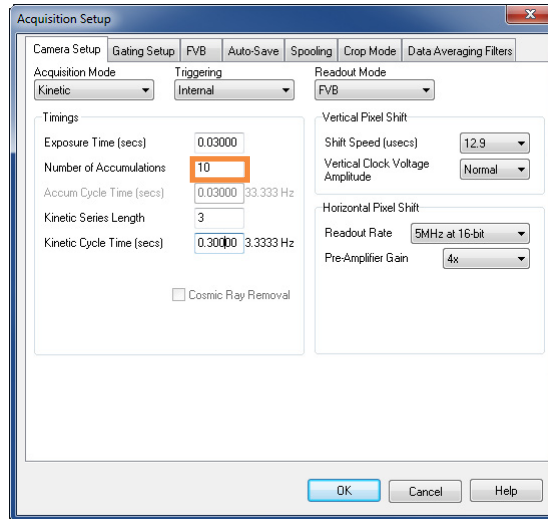 Acquisition Setup
Camera Setup Gating Setup FVB Auto-Save Spooling Crop Mode Data Averaging Filters
Acquisition Mode Triggering Readout Mode
Kinetic Internal FVB
Timings
Exposure Time (secs) 0.03000
Number of Accumulations 10
Accum Cycle Time (secs) 0.03000 33.333 Hz
Kinetic Series Length 3
Kinetic Cycle Time (secs) 0.30000 3.3333 Hz
Cosmic Ray Removal
Vertical Pixel Shift
Shift Speed (usecs) 12.9
Vertical Clock Voltage
Amplitude Normal
Horizontal Pixel Shift
Readout Rate 5MHz at 16-bit
Pre-Amplifier Gain 4x
OK Cancel Help